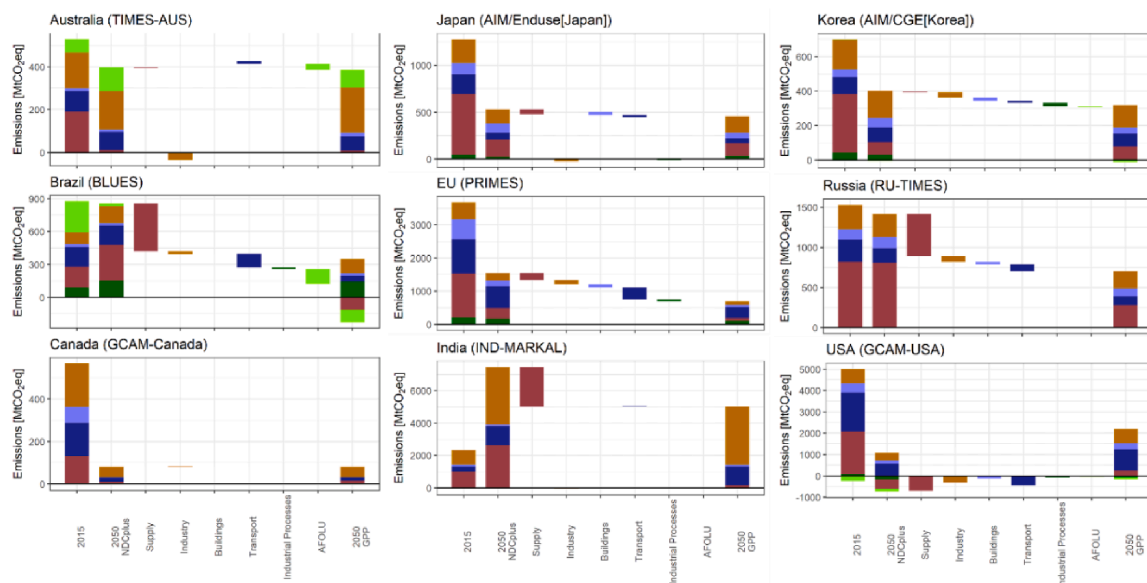 Australia (TIMES-AUS)
Emissions [MtCO2eq]
400
200
0
Japan (AIM/Enduse[Japan])
Emissions [MtCO2eq]
1000
500
0
Korea (AIM/CGE[Korea])
Emissions [MtCO2eq]
600
400
200
0
Brazil (BLUES)
Emissions [MtCO2eq]
900
600
300
0
EU (PRIMES)
Emissions [MtCO2eq]
3000
2000
1000
0
Russia (RU-TIMES)
Emissions [MtCO2eq]
1500
1000
500
0
Canada (GCAM-Canada)
Emissions [MtCO2eq]
400
200
0
India (IND-MARKAL)
Emissions [MtCO2eq]
6000
4000
2000
0
USA (GCAM-USA)
Emissions [MtCO2eq]
5000
4000
3000
2000
1000
0
-1000
2015
2050
NDCplus
Supply
Industry
Buildings
Transport
Industrial Processes
AFOLU
2050
GPP
2015
2050
NDCplus
Supply
Industry
Buildings
Transport
Industrial Processes
AFOLU
2050
GPP
2015
2050
NDCplus
Supply
Industry
Buildings
Transport
Industrial Processes
AFOLU
2050
GPP